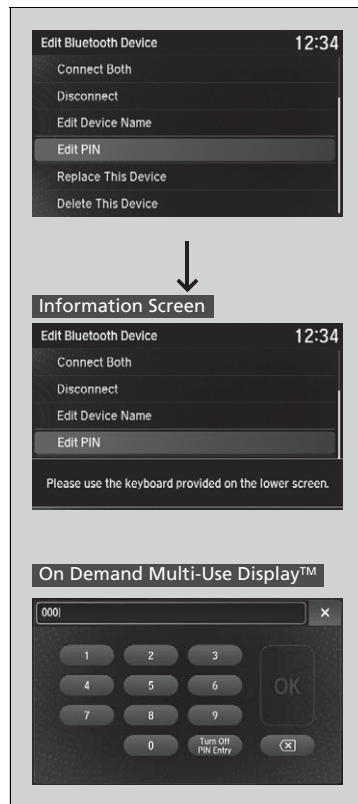 Edit Bluetooth Device 12:34
Connect Both
Disconnect
Edit Device Name
Edit PIN
Replace This Device
Delete This Device
Information Screen
Edit Bluetooth Device 12:34
Connect Both
Disconnect
Edit Device Name
Edit PIN
Please use the keyboard provided on the lower screen.
On Demand Multi-Use Display™
000 ×
1 2 3
4 5 6
OK
7 8 9
0 Turn Off
PIN Entry